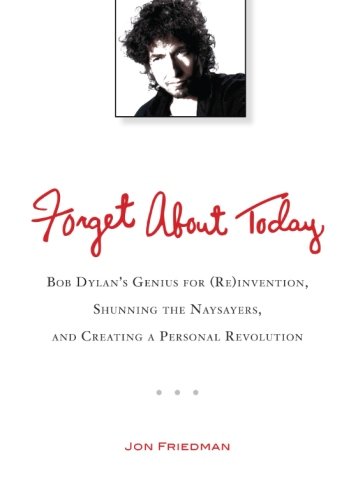 Forget About Today
Bob Dylan's Genius for (Re)invention,
Shunning the Naysayers,
and Creating a Personal Revolution
Jon Friedman